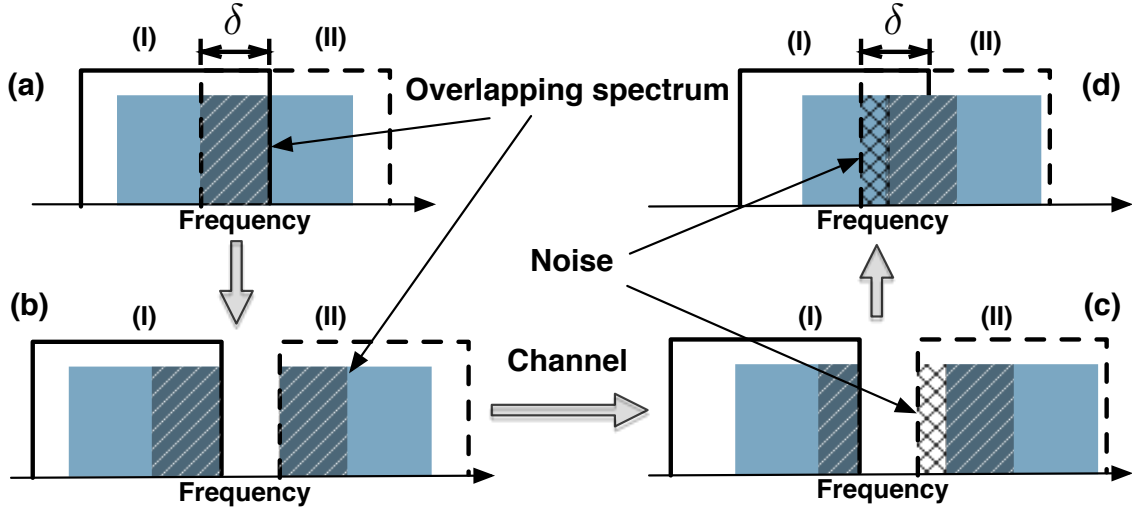 δ
(I)
(II)
(a)
Overlapping spectrum
Frequency
δ
(I)
(II)
(d)
Frequency
Noise
(b)
(I)
(II)
Frequency
Channel
(I)
(II)
(c)
Frequency